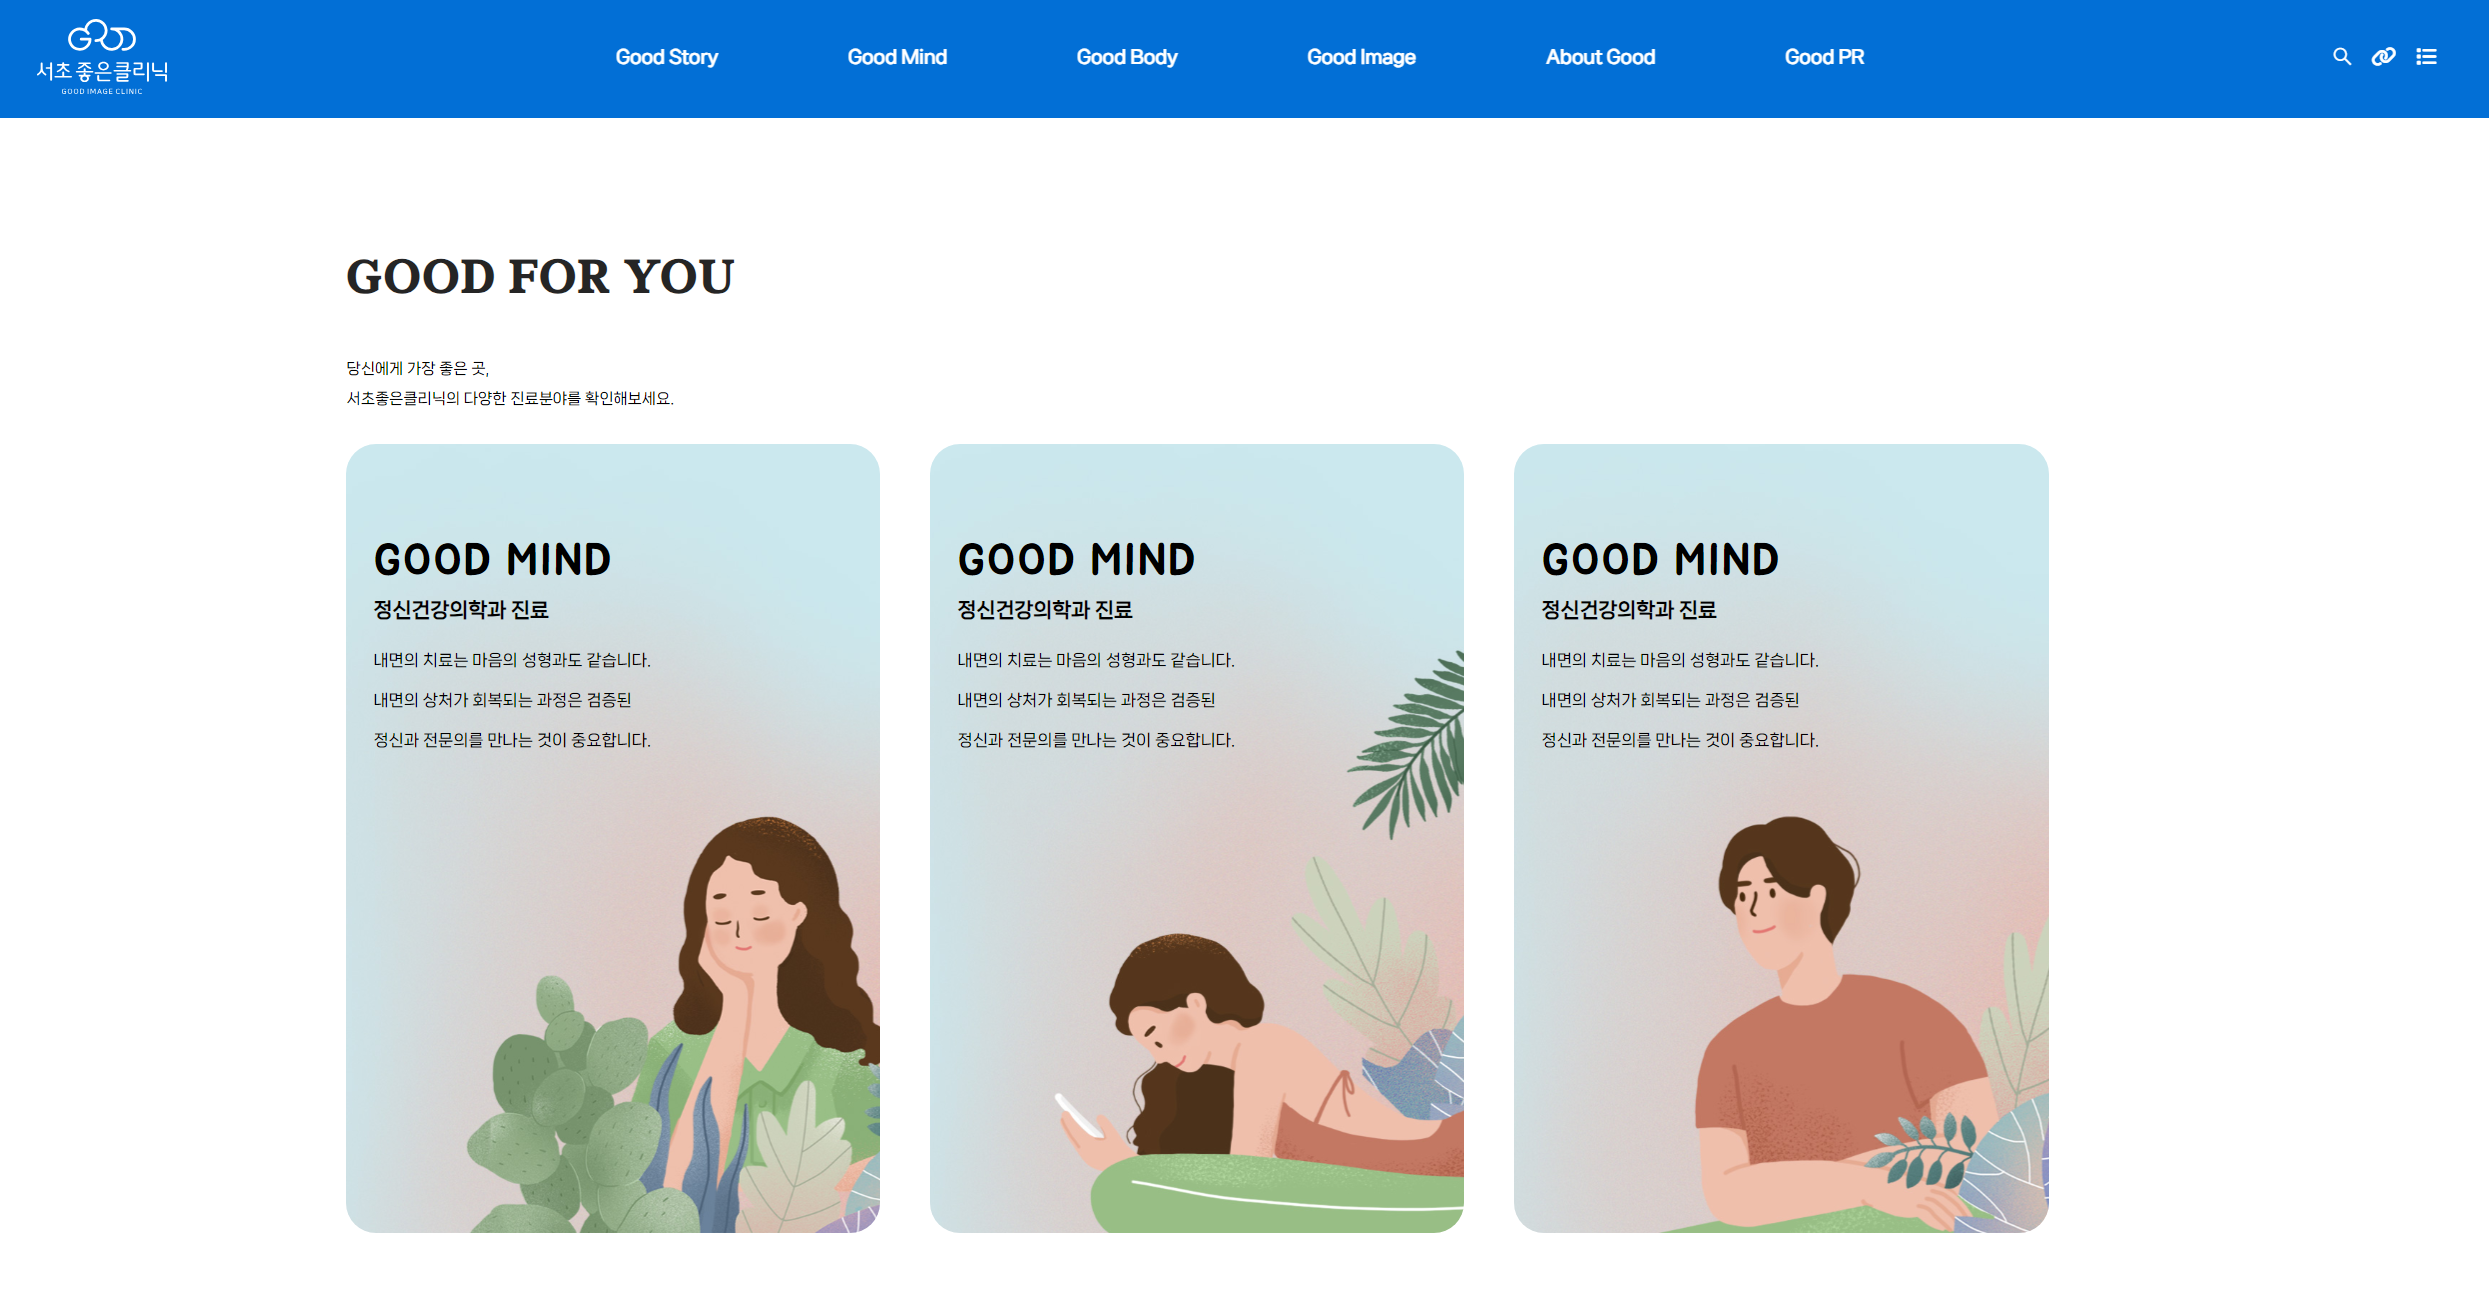 GOOD
서초 좋은클리닉
GOOD IMAGE CLINIC
Good Story
Good Mind
Good Body
Good Image
About Good
Good PR
GOOD FOR YOU
당신에게 가장 좋은 곳,
서초좋은클리닉의 다양한 진료분야를 확인해보세요.
GOOD MIND
정신건강의학과 진료
내면의 치료는 마음의 성형과도 같습니다.
내면의 상처가 회복되는 과정은 검증된
정신과 전문의를 만나는 것이 중요합니다.
GOOD MIND
정신건강의학과 진료
내면의 치료는 마음의 성형과도 같습니다.
내면의 상처가 회복되는 과정은 검증된
정신과 전문의를 만나는 것이 중요합니다.
GOOD MIND
정신건강의학과 진료
내면의 치료는 마음의 성형과도 같습니다.
내면의 상처가 회복되는 과정은 검증된
정신과 전문의를 만나는 것이 중요합니다.